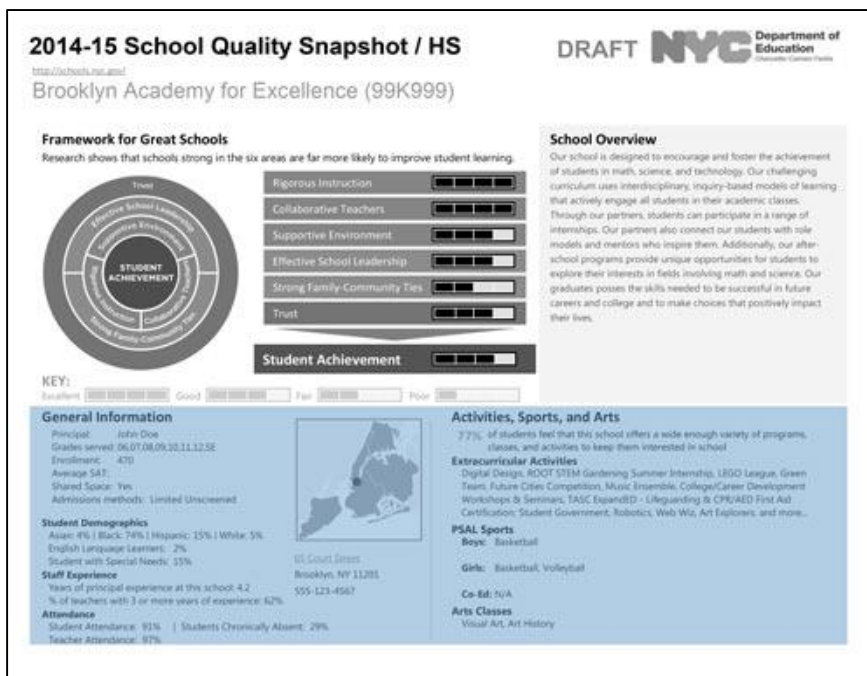 2014-15 School Quality Snapshot / HS
DRAFT NYC Department of
Education
http://schools.nyc.gov/
Brooklyn Academy for Excellence (99K999)
Framework for Great Schools
Research shows that schools strong in the six areas are far more likely to improve student learning.
Trust
Effective School Leadership
Supportive Environment
STUDENT
ACHIEVEMENT
Rigorous Instruction
Collaborative Teachers
Strong Family-Community Ties
Rigorous Instruction
Collaborative Teachers
Supportive Environment
Effective School Leadership
Strong Family-Community Ties
Trust
Student Achievement
KEY:
Excellent Good Fair Poor
School Overview
Our school is designed to encourage and foster the achievement
of students in math, science, and technology. Our challenging
curriculum uses interdisciplinary, inquiry-based models of learning
that actively engage all students in their academic classes.
Through our partners, students can participate in a range of
internships. Our partners also connect our students with role
models and mentors who inspire them. Additionally, our after-
school programs provide unique opportunities for students to
explore their interests in fields involving math and science. Our
graduates posses the skills needed to be successful in future
careers and college and to make choices that positively impact
their lives.
General Information
Principal: John Doe
Grades served: 06,07,08,09,10,11,12,SE
Enrollment: 470
Average SAT:
Shared Space: Yes
Admissions methods: Limited Unscreened
Student Demographics
Asian: 4% | Black: 74% | Hispanic: 15% | White: 5%
English Language Learners: 2%
Student with Special Needs: 15%
Staff Experience
Years of principal experience at this school: 4.2
% of teachers with 3 or more years of experience: 62%
Attendance
Student Attendance: 91% | Students Chronically Absent: 29%
Teacher Attendance: 97%
Court Street
Brooklyn, NY 11201
555-123-4567
Activities, Sports, and Arts
77% of students feel that this school offers a wide enough variety of programs,
classes, and activities to keep them interested in school
Extracurricular Activities
Digital Design, ROOT STEM Gardening Summer Internship, LEGO League, Green
Team, Future Cities Competition, Music Ensemble, College/Career Development
Workshops & Seminars, TASC ExpandED - Lifeguarding & CPR/AED First Aid
Certification: Student Government, Robotics, Web Wiz, Art Explorers, and more...
PSAL Sports
Boys: Basketball
Girls: Basketball, Volleyball
Co-Ed: N/A
Arts Classes
Visual Art, Art History